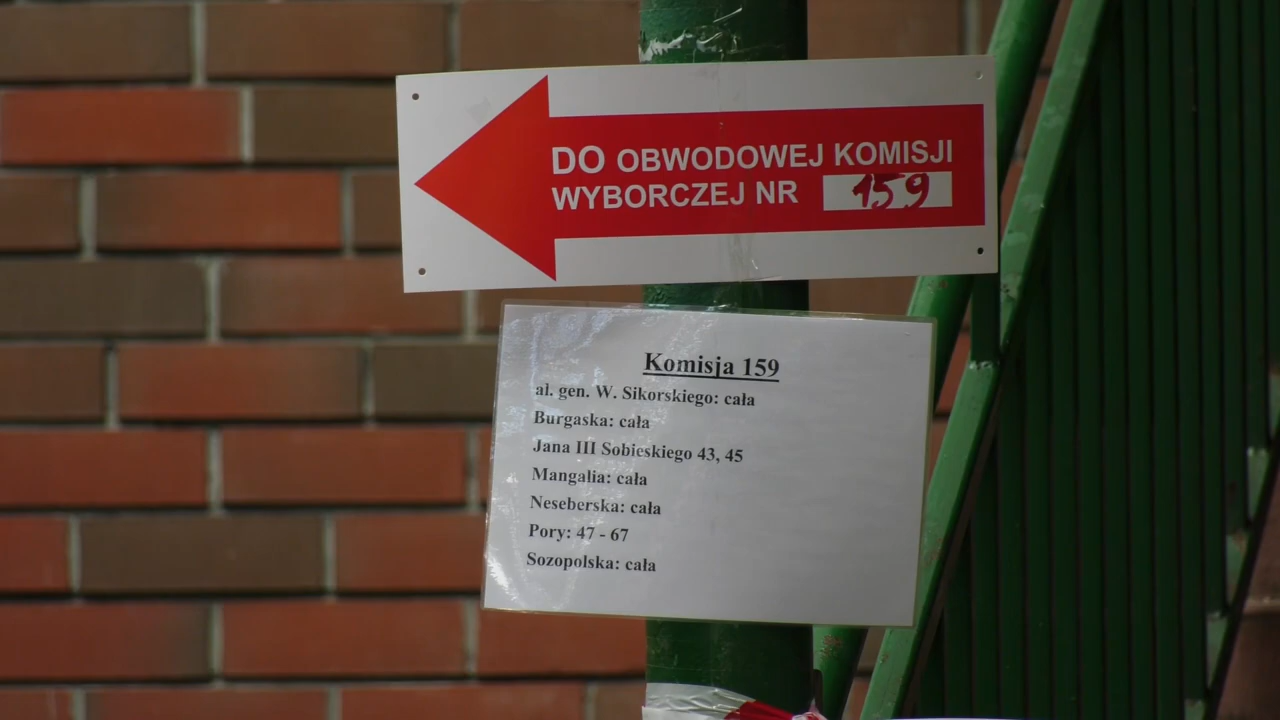 DO OBWODOWEJ KOMISJI
WYBORCZEJ NR 159
Komisja 159
al. gen. W. Sikorskiego: cała
Burgaska: cała
Jana III Sobieskiego 43, 45
Mangalia: cała
Neseberska: cała
Pory: 47 - 67
Sozopolska: cała